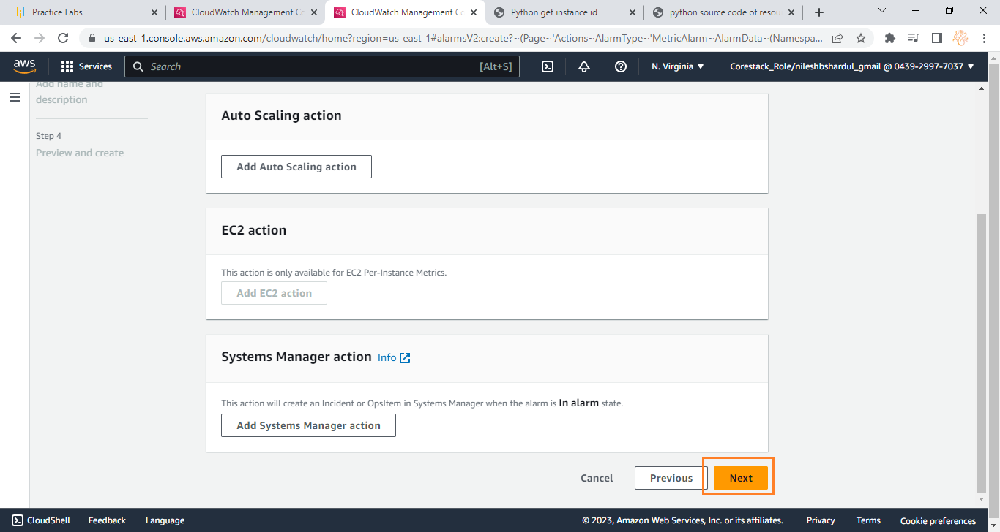 Practice Labs
CloudWatch Management Co
CloudWatch Management Co
Python get instance id
python source code of resou
us-east-1.console.aws.amazon.com/cloudwatch/home?region=us-east-1#alarmsV2:create?~(Page~'Actions~AlarmType~'MetricAlarm~AlarmData~(Namespa...
aws
Services
Search
[Alt+S]
N. Virginia
Corestack_Role/nileshbshardul_gmail @ 0439-2997-7037
Add name and
description
Step 4
Preview and create
Auto Scaling action
Add Auto Scaling action
EC2 action
This action is only available for EC2 Per-Instance Metrics.
Add EC2 action
Systems Manager action Info
This action will create an Incident or OpsItem in Systems Manager when the alarm is In alarm state.
Add Systems Manager action
Cancel
Previous
Next
CloudShell
Feedback
Language
© 2023, Amazon Web Services, Inc. or its affiliates.
Privacy
Terms
Cookie preferences